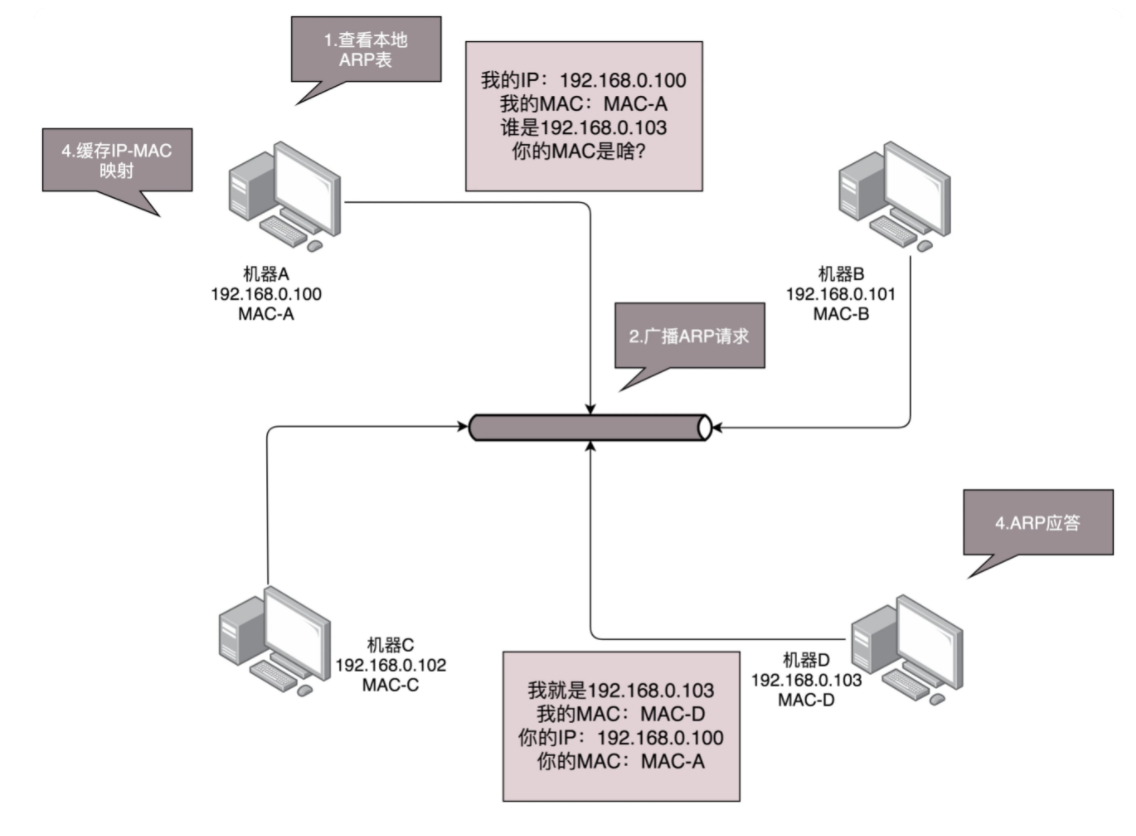 1.查看本地
ARP表
我的IP：192.168.0.100
我的MAC：MAC-A
谁是192.168.0.103
你的MAC是啥？
4.缓存IP-MAC
映射
机器A
192.168.0.100
MAC-A
机器B
192.168.0.101
MAC-B
2.广播ARP请求
4.ARP应答
机器C
192.168.0.102
MAC-C
机器D
192.168.0.103
MAC-D
我就是192.168.0.103
我的MAC：MAC-D
你的IP：192.168.0.100
你的MAC：MAC-A